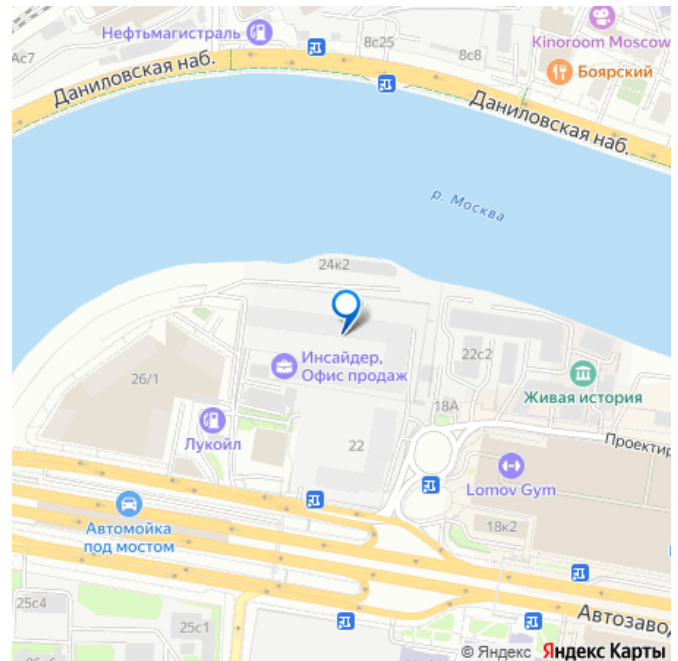 Нефтьмагистраль
8с25
8с8
Kinoroom Moscow
Ас7
Боярский
Даниловская наб.
Даниловская наб.
р. Москва
24к2
22с2
Инсайдер,
Офис продаж
26/1
Живая история
18А
Лукойл
22
Проектир
Lomov Gym
18к2
Автомойка
под мостом
25с4
25с1
Автозавод
25с6
© Яндекс Яндекс Карты